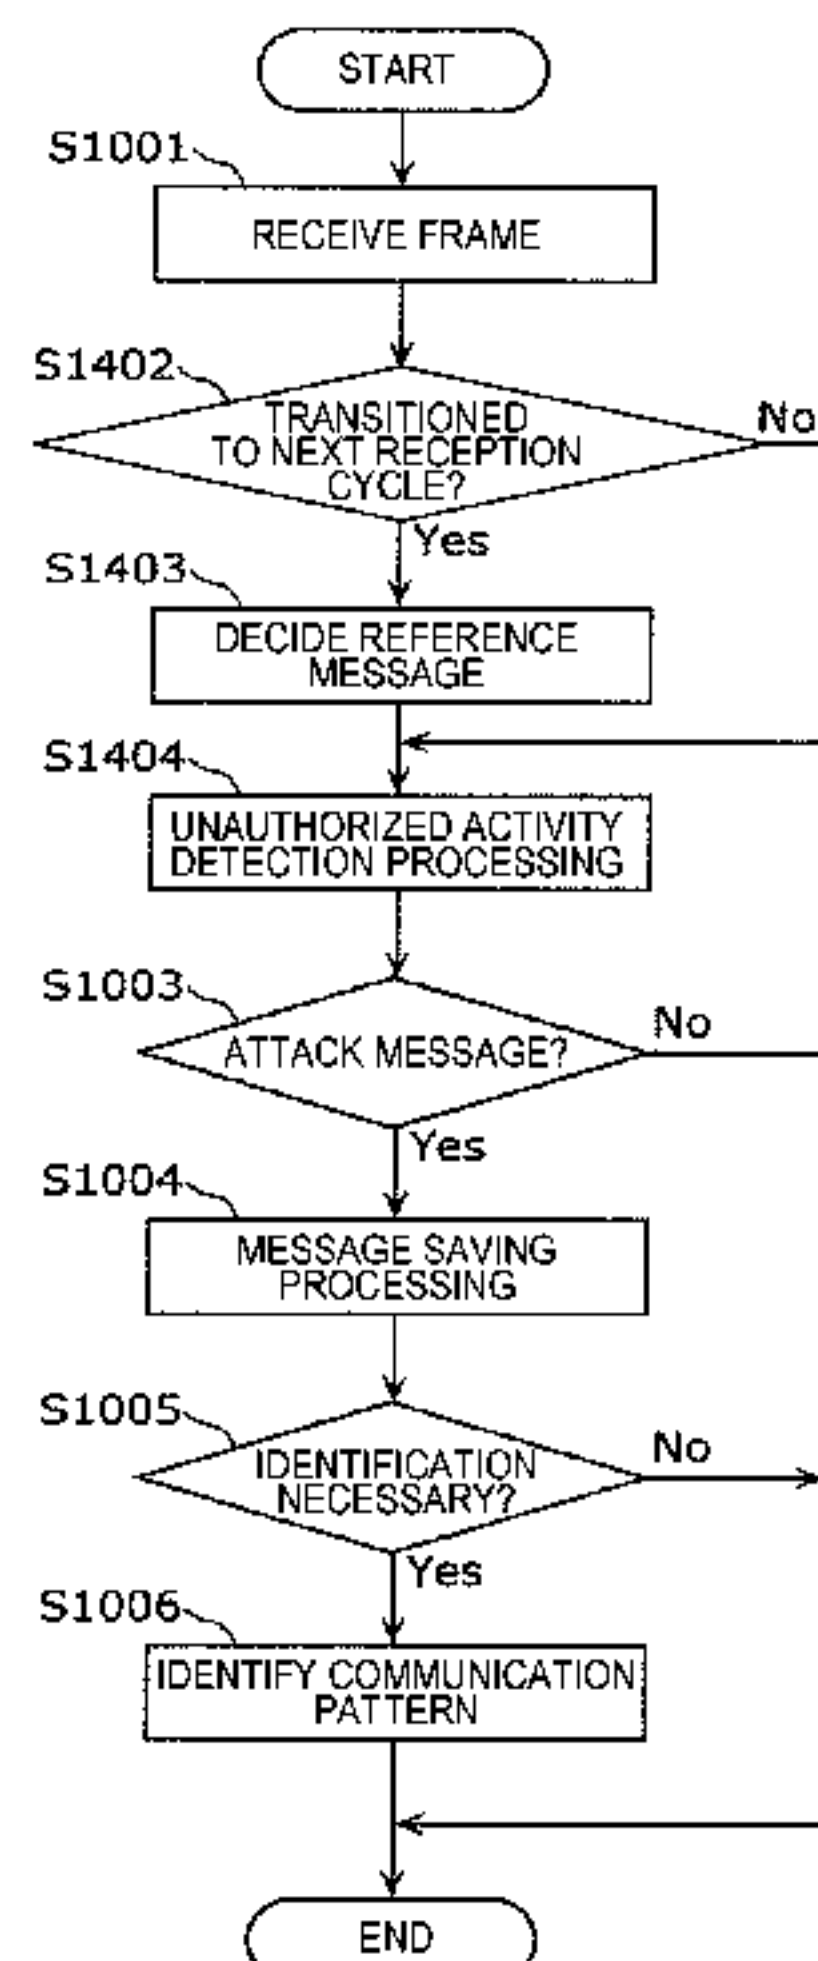 START
S1001
RECEIVE FRAME
S1402
TRANSITIONED
TO NEXT RECEPTION
CYCLE?
No
Yes
S1403
DECIDE REFERENCE
MESSAGE
S1404
UNAUTHORIZED ACTIVITY
DETECTION PROCESSING
S1003
ATTACK MESSAGE?
No
Yes
S1004
MESSAGE SAVING
PROCESSING
S1005
IDENTIFICATION
NECESSARY?
No
Yes
S1006
IDENTIFY COMMUNICATION
PATTERN
END